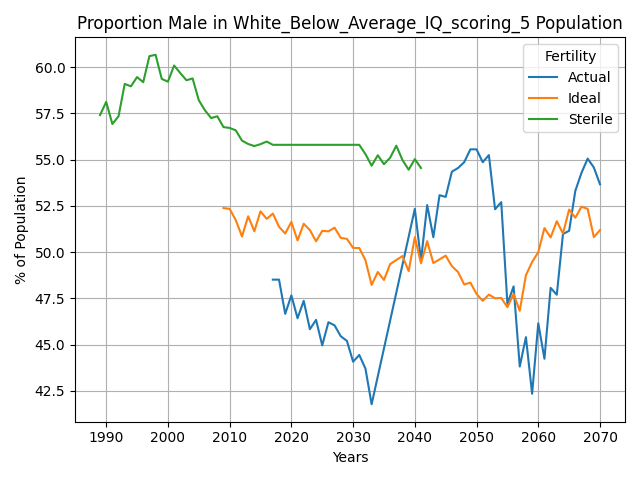 Proportion Male in White_Below_Average_IQ_scoring_5 Population
Fertility
Actual
Ideal
Sterile
% of Population
60.0
57.5
55.0
52.5
50.0
47.5
45.0
42.5
1990 2000 2010 2020 2030 2040 2050 2060 2070
Years